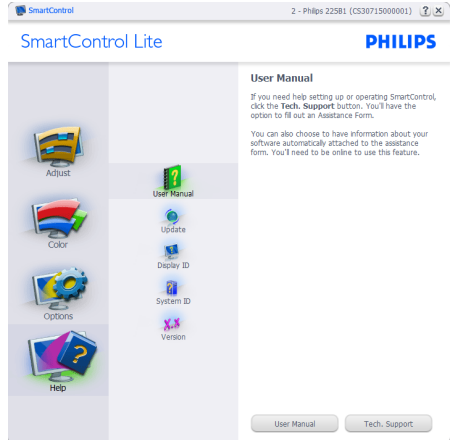 SmartControl
2 - Philips 225B1 (CS30715000001)
? X
SmartControl Lite
PHILIPS
Adjust
Color
Options
?
Help
?
User Manual
Update
?
Display ID
?
System ID
X.X
Version
User Manual
If you need help setting up or operating SmartControl,
click the Tech. Support button. You'll have the
option to fill out an Assistance Form.
You can also choose to have information about your
software automatically attached to the assistance
form. You'll need to be online to use this feature.
User Manual
Tech. Support